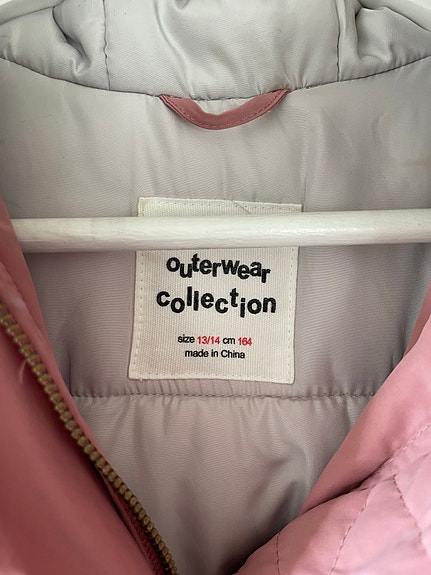 outerwear
collection
size 13/14 cm 164
made in China